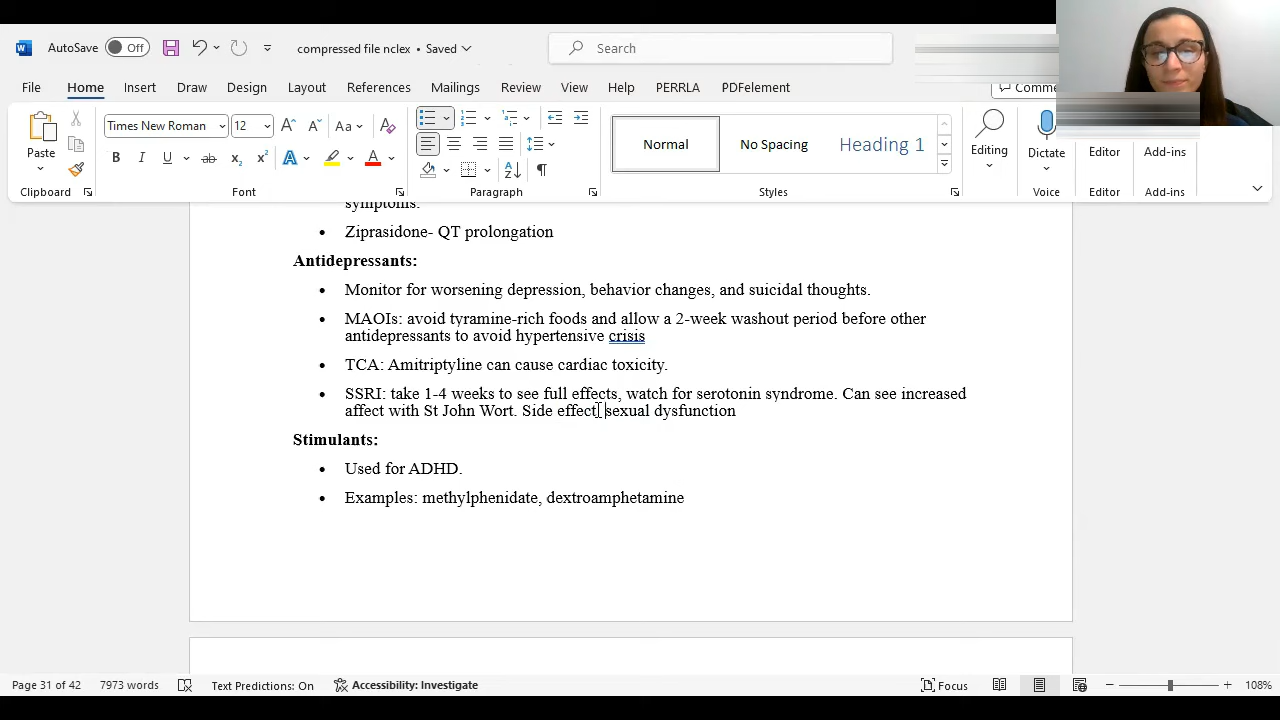 AutoSave Off compressed file nclex • Saved Search
File Home Insert Draw Design Layout References Mailings Review View Help PERRLA PDFelement
Paste Times New Roman 12 Aa Normal No Spacing Heading 1 Editing Dictate Editor Add-ins
Clipboard Font Paragraph Styles Voice Editor Add-ins
symptoms.
• Ziprasidone- QT prolongation
Antidepressants:
• Monitor for worsening depression, behavior changes, and suicidal thoughts.
• MAOIs: avoid tyramine-rich foods and allow a 2-week washout period before other
antidepressants to avoid hypertensive crisis
• TCA: Amitriptyline can cause cardiac toxicity.
• SSRI: take 1-4 weeks to see full effects, watch for serotonin syndrome. Can see increased
affect with St John Wort. Side effect sexual dysfunction
Stimulants:
• Used for ADHD.
• Examples: methylphenidate, dextroamphetamine
Page 31 of 42 7973 words Text Predictions: On Accessibility: Investigate Focus 108%